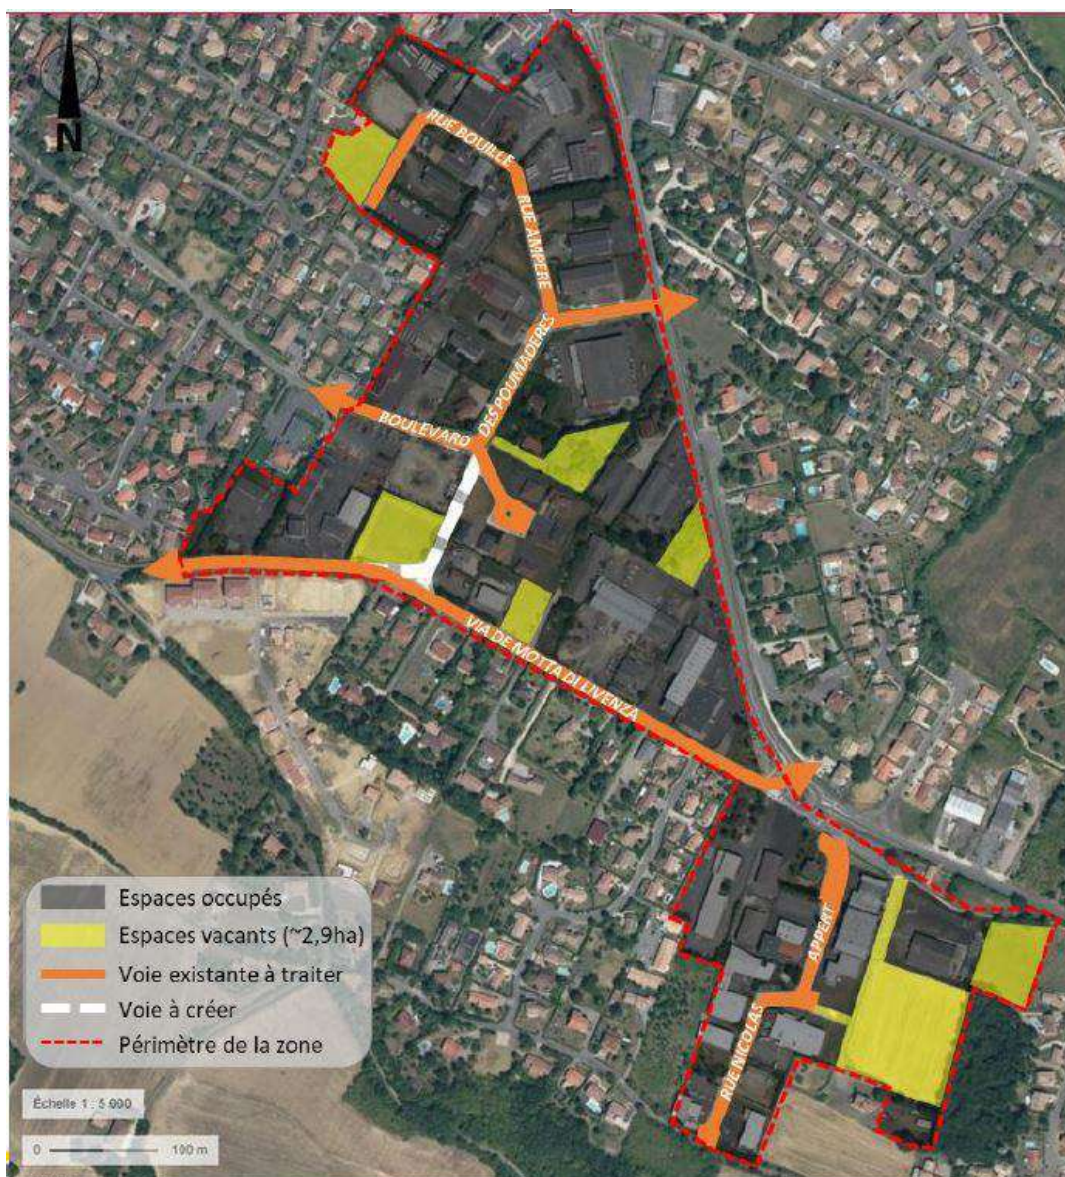 N
RUE BOUILLE
RUE AMPERE
DES POUMADERES
BOULEVARD
VIA DE MOTTA DI LIVENZA
APPERT
RUE NICOLAS
Espaces occupés
Espaces vacants (~2,9ha)
Voie existante à traiter
Voie à créer
Périmètre de la zone
Échelle 1 : 5 000
0 100 m